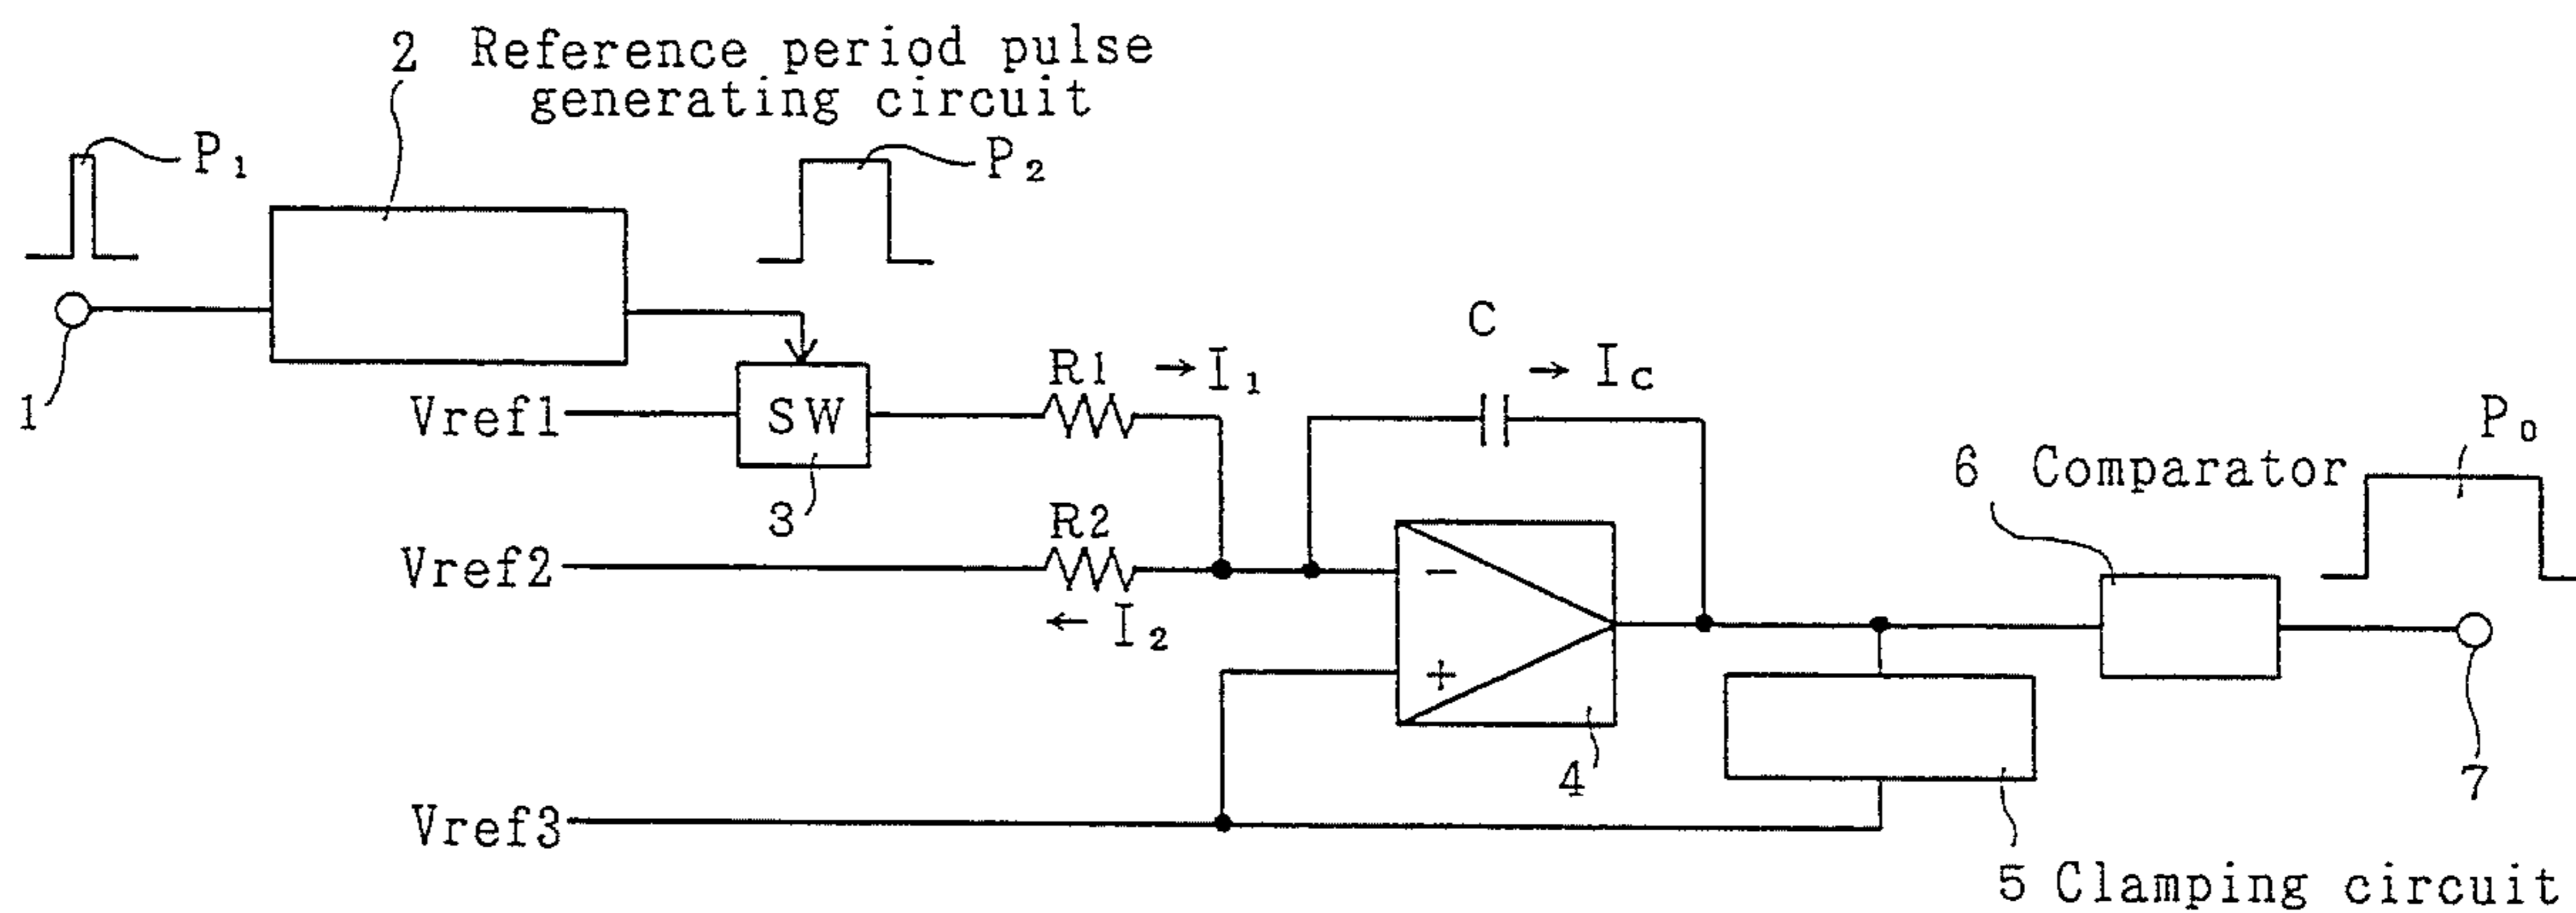 2 Reference period pulse
generating circuit
P₁
P₂
1
Vref1
SW
3
R1
→I₁
C
→ Ic
Vref2
R2
← I₂
−
+
4
6 Comparator
P₀
7
Vref3
5 Clamping circuit